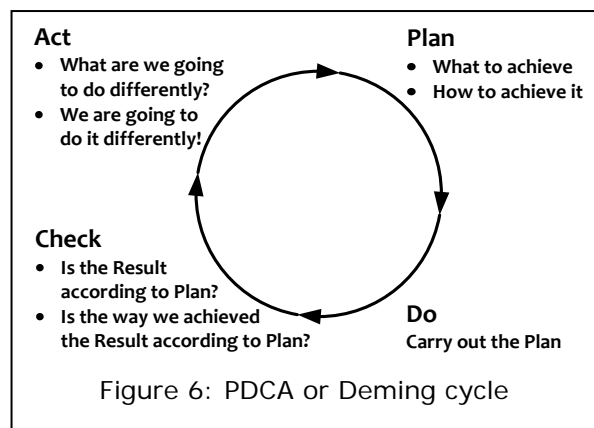 Act
• What are we going
to do differently?
• We are going to
do it differently!
Plan
• What to achieve
• How to achieve it
Check
• Is the Result
according to Plan?
• Is the way we achieved
the Result according to Plan?
Do
Carry out the Plan
Figure 6: PDCA or Deming cycle